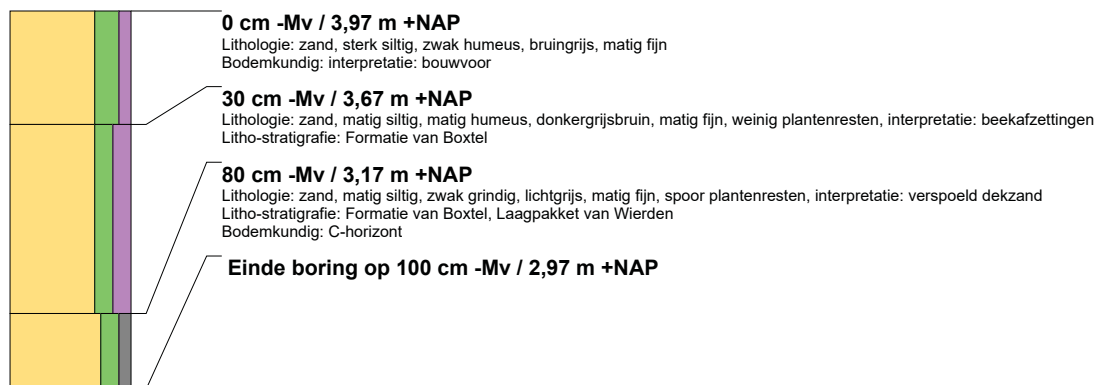 0 cm -Mv / 3,97 m +NAP
Lithologie: zand, sterk siltig, zwak humeus, bruingrijs, matig fijn
Bodemkundig: interpretatie: bouwvoor
30 cm -Mv / 3,67 m +NAP
Lithologie: zand, matig siltig, matig humeus, donkergrijsbruin, matig fijn, weinig plantenresten, interpretatie: beekafzettingen
Litho-stratigrafie: Formatie van Boxtel
80 cm -Mv / 3,17 m +NAP
Lithologie: zand, matig siltig, zwak grindig, lichtgrijs, matig fijn, spoor plantenresten, interpretatie: verspoeld dekzand
Litho-stratigrafie: Formatie van Boxtel, Laagpakket van Wierden
Bodemkundig: C-horizont
Einde boring op 100 cm -Mv / 2,97 m +NAP